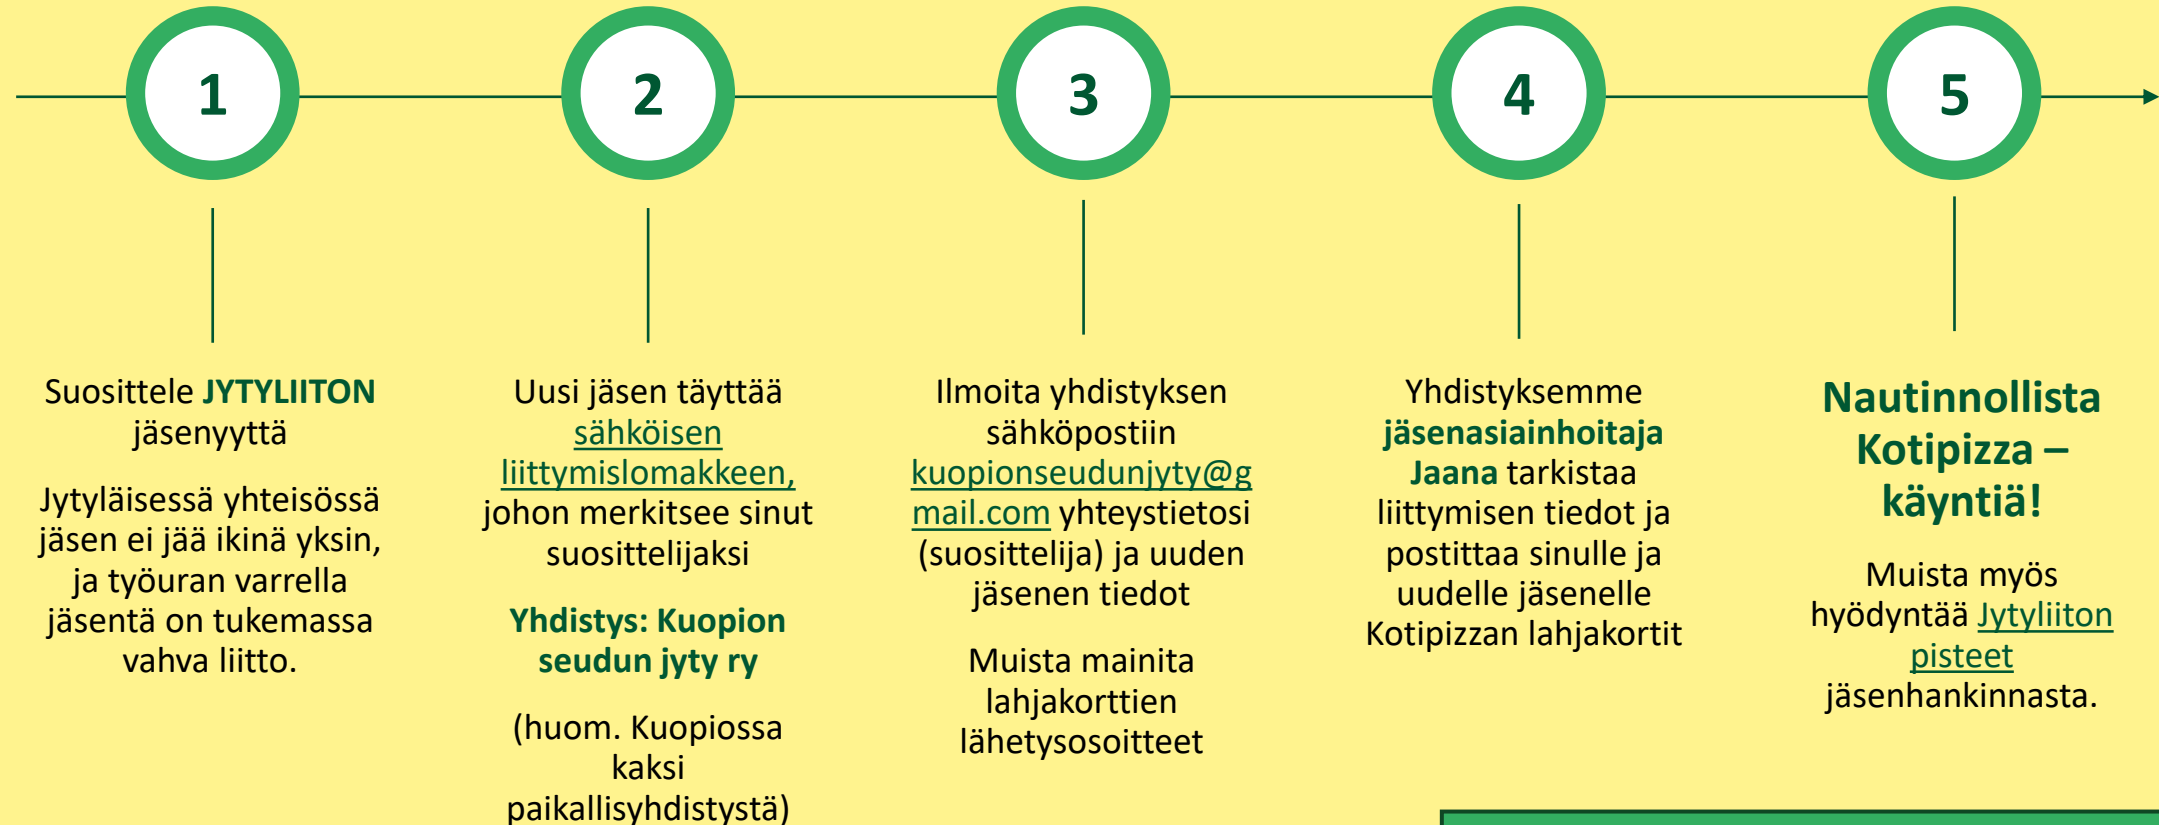 1
2
3
4
5
Suosittele JYTYLIITON
jäsenyyttä
Jytyläisessä yhteisössä
jäsen ei jää ikinä yksin,
ja työuran varrella
jäsentä on tukemassa
vahva liitto.
Uusi jäsen täyttää
sähköisen
liittymislomakkeen,
johon merkitsee sinut
suosittelijaksi
Yhdistys: Kuopion
seudun jyty ry
(huom. Kuopiossa
kaksi
paikallisyhdistystä)
Ilmoita yhdistyksen
sähköpostiin
kuopionseudunjyty@g
mail.com yhteystietosi
(suosittelija) ja uuden
jäsenen tiedot
Muista mainita
lahjakorttien
lähetysosoitteet
Yhdistyksemme
jäsenasiainhoitaja
Jaana tarkistaa
liittymisen tiedot ja
postittaa sinulle ja
uudelle jäsenelle
Kotipizzan lahjakortit
Nautinnollista
Kotipizza –
käyntiä!
Muista myös
hyödyntää Jytyliiton
pisteet
jäsenhankinnasta.